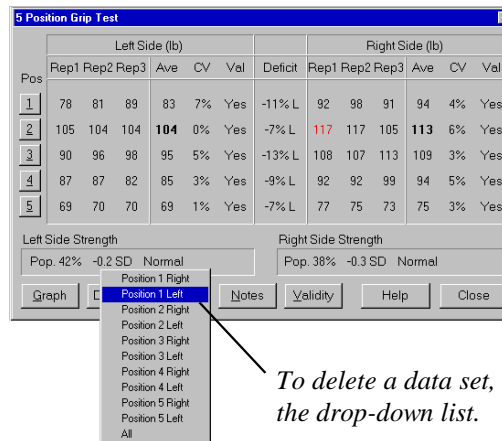 5 Position Grip Test
Left Side (lb) Right Side (lb)
Pos Rep1 Rep2 Rep3 Ave CV Val Deficit Rep1 Rep2 Rep3 Ave CV Val
1 78 81 89 83 7% Yes -11% L 92 98 91 94 4% Yes
2 105 104 104 104 0% Yes -7% L 117 117 105 113 6% Yes
3 90 96 98 95 5% Yes -13% L 108 107 113 109 3% Yes
4 87 87 82 85 3% Yes -9% L 92 92 99 94 5% Yes
5 69 70 70 69 1% Yes -7% L 77 75 73 75 3% Yes
Left Side Strength Right Side Strength
Pop. 42% -0.2 SD Normal Pop. 38% -0.3 SD Normal
Graph Notes Validity Help Close
Position 1 Right
Position 1 Left
Position 2 Right
Position 2 Left
Position 3 Right
Position 3 Left
Position 4 Right
Position 4 Left
Position 5 Right
Position 5 Left
All
To delete a data set,
the drop-down list.